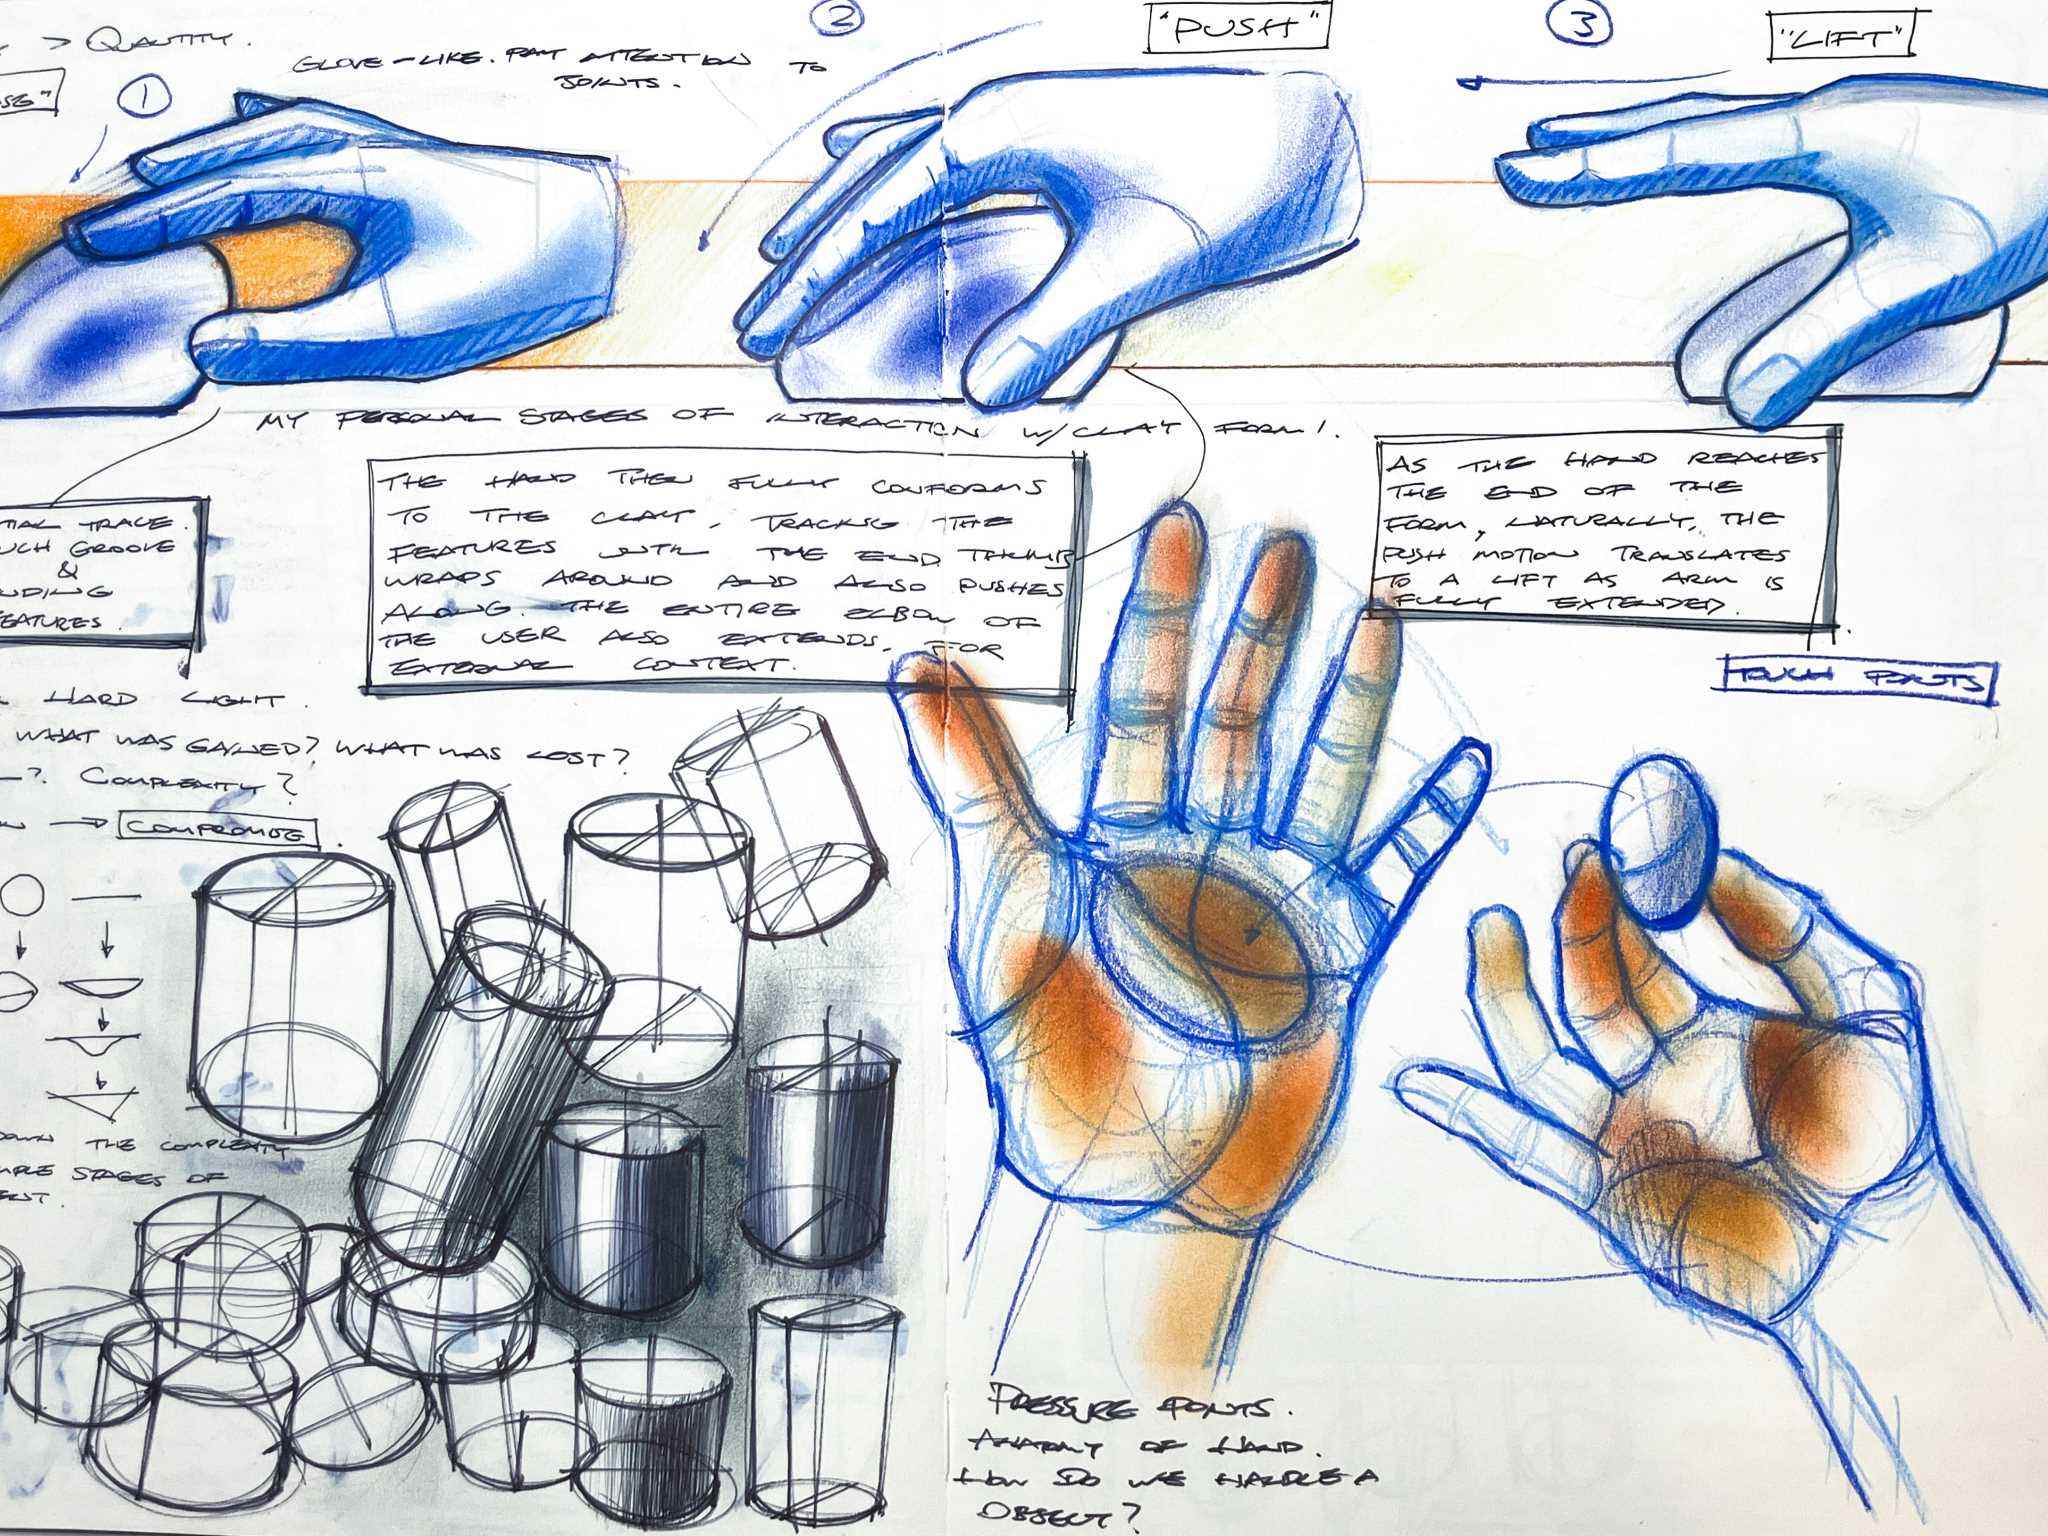 > QUANTITY.
1
GLOVE-LIKE. PAY ATTENTION TO
JOINTS.
2
"PUSH"
3
"LIFT"
MY PERSONAL STAGES OF INTERACTION W/CLAY FORM!
TRACE.
GROOVE
&
THE HAND THEN FULLY CONFORMS
TO THE CLAY, TRACKING THE
FEATURES WITH THE END THUMB
WRAPS AROUND AND ALSO PUSHES
ALONG. THE ENTIRE ELBOW OF
THE USER ALSO EXTENDS, FOR
EXTERNAL CONTEXT.
AS THE HAND REACHES
THE END OF THE
FORM, NATURALLY, THE
PUSH MOTION TRANSLATES
TO A LIFT AS ARM IS
FULLY EXTENDED.
TOUCH POINTS
HARD LIGHT.
WHAT WAS GAINED? WHAT WAS LOST?
? COMPLEXITY?
COMPROMISE.
THE COMPLEXITY
STAGES OF
PRESSURE POINTS.
ANATOMY OF HAND.
HOW DO WE HANDLE A
OBJECT?